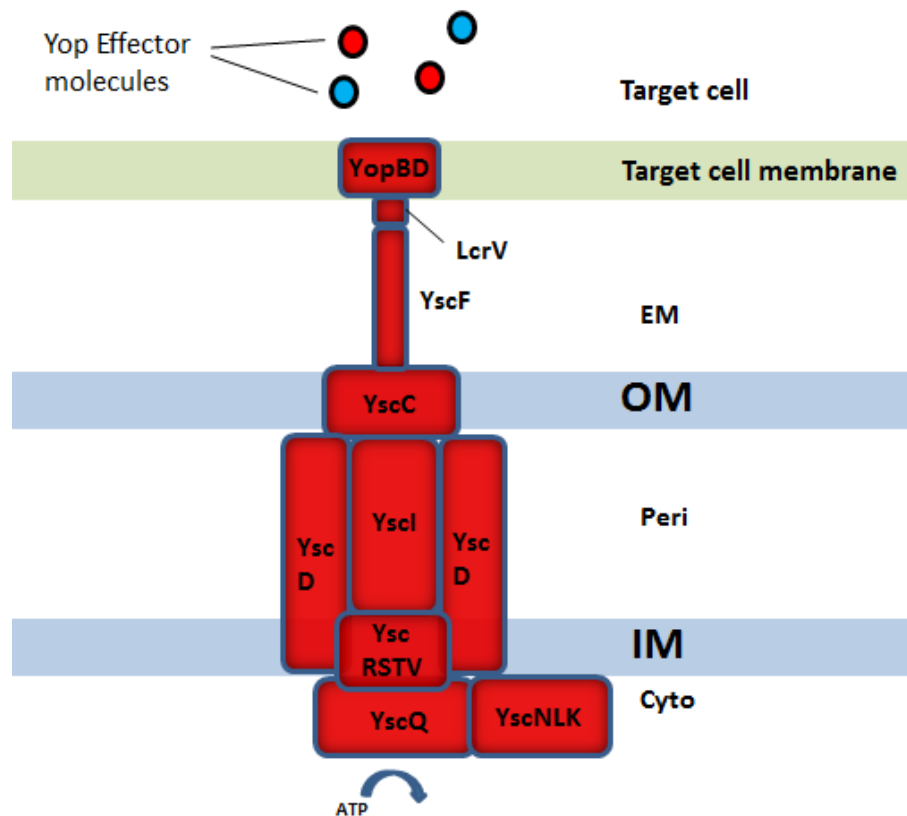 Yop Effector
molecules
Target cell
YopBD
Target cell membrane
LcrV
YscF
EM
YscC
OM
Ysc
D
YscI
Ysc
D
Peri
Ysc
RSTV
IM
YscQ
YscNLK
Cyto
ATP